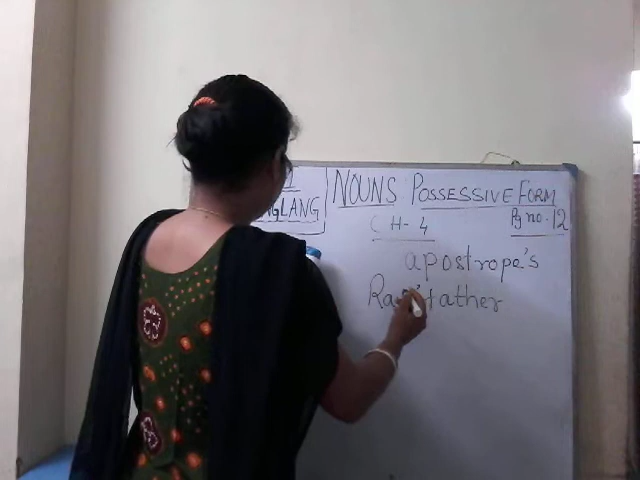 NOUNS POSSESSIVE FORM
CH-4 Pg no. 12
apostrope's
father